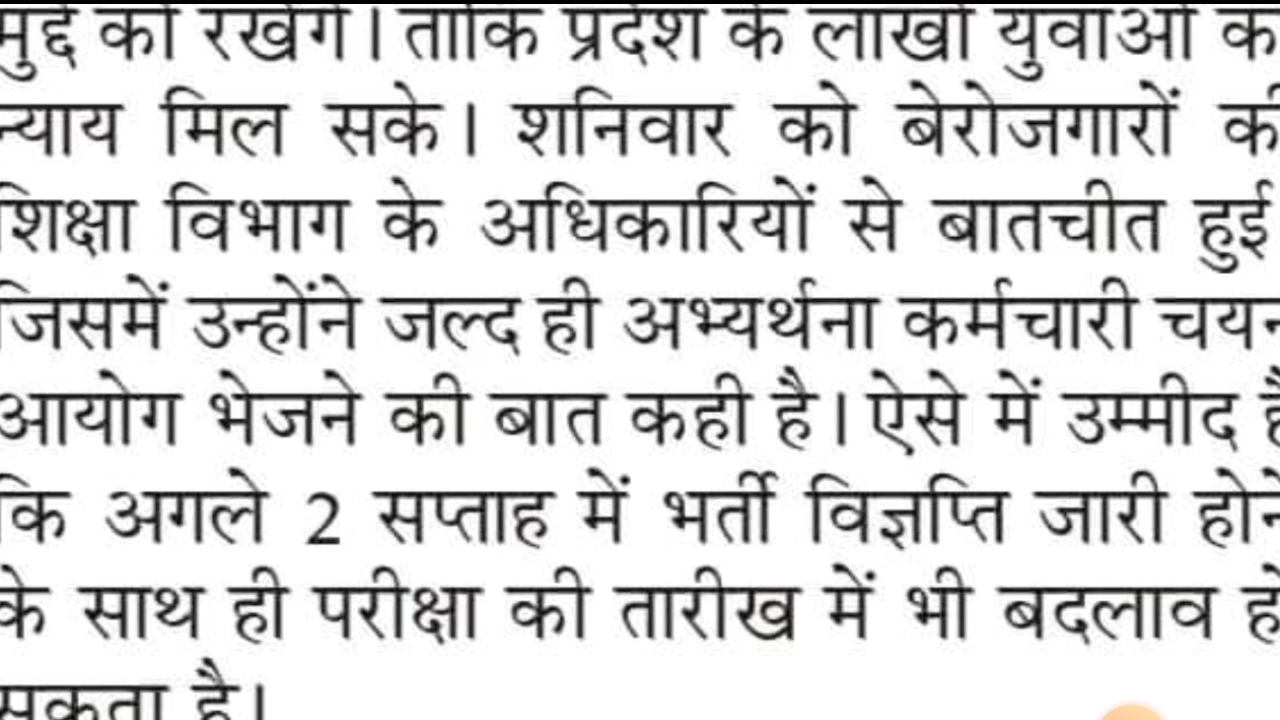 मुद्दे को रखेंगे। ताकि प्रदेश के लाखों युवाओं को
न्याय मिल सके। शनिवार को बेरोजगारों की
शिक्षा विभाग के अधिकारियों से बातचीत हुई
जिसमें उन्होंने जल्द ही अभ्यर्थना कर्मचारी चयन
आयोग भेजने की बात कही है। ऐसे में उम्मीद है
कि अगले 2 सप्ताह में भर्ती विज्ञप्ति जारी होने
के साथ ही परीक्षा की तारीख में भी बदलाव हो
सकता है।